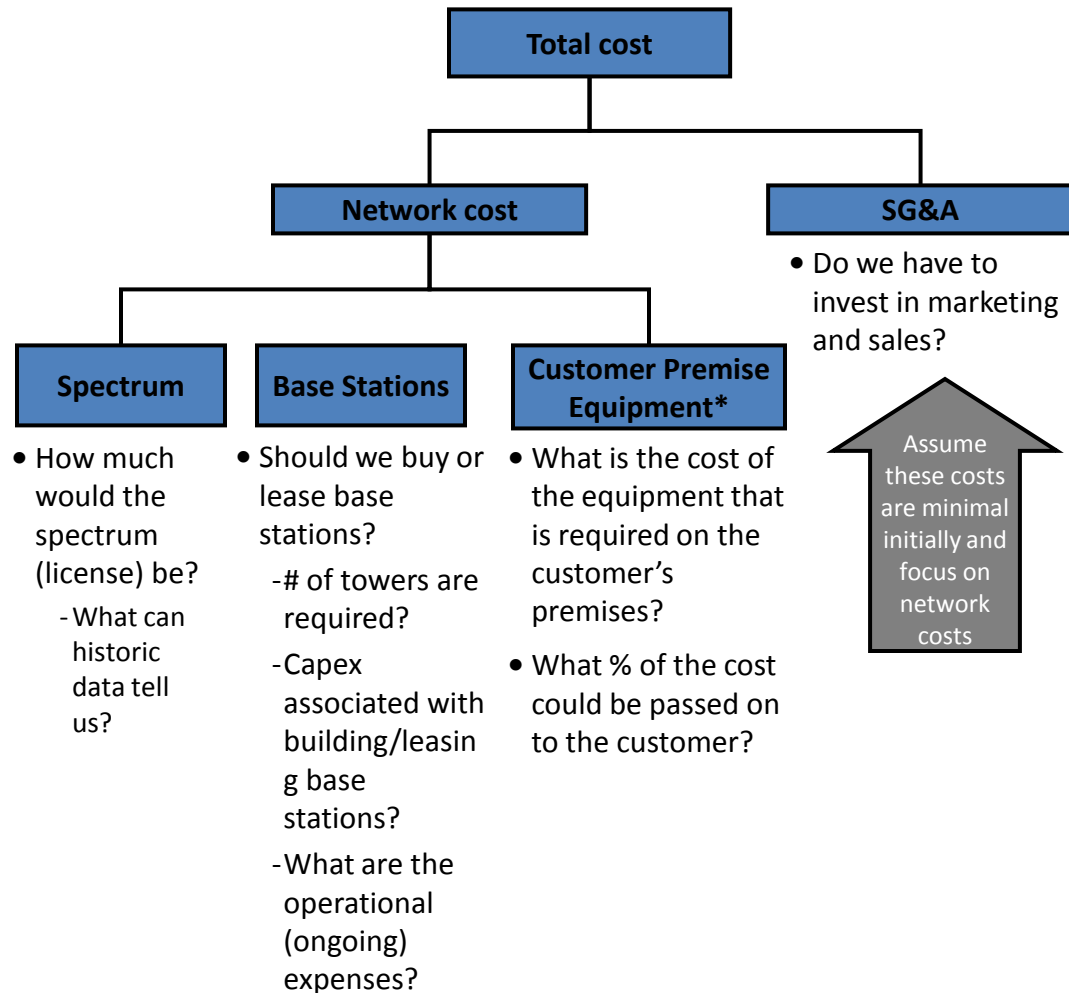 Total cost
Network cost
SG&A
• Do we have to
invest in marketing
and sales?
Assume
these costs
are minimal
initially and
focus on
network
costs
Spectrum
• How much
would the
spectrum
(license) be?
- What can
historic
data tell
us?
Base Stations
• Should we buy or
lease base
stations?
-# of towers are
required?
-Capex
associated with
building/leasin
g base
stations?
-What are the
operational
(ongoing)
expenses?
Customer Premise
Equipment*
• What is the cost of
the equipment that
is required on the
customer's
premises?
• What % of the cost
could be passed on
to the customer?